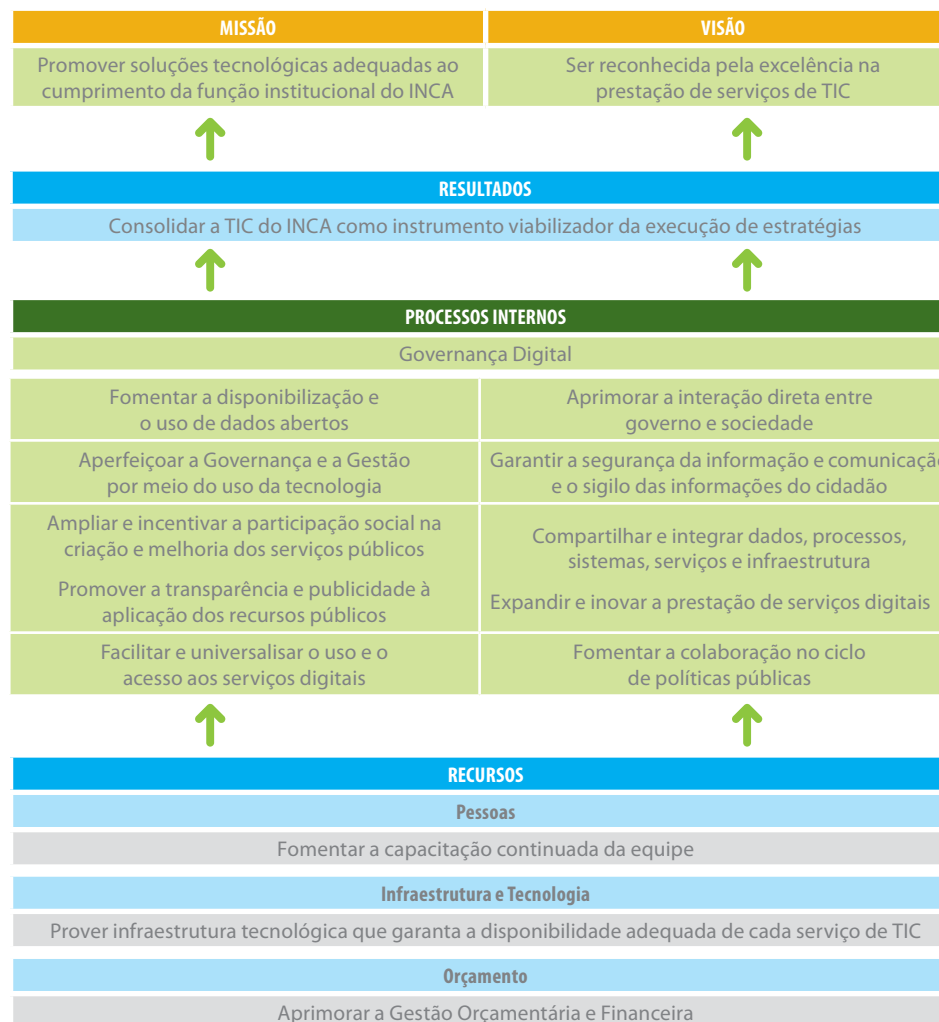 MISSÃO
Promover soluções tecnológicas adequadas ao
cumprimento da função institucional do INCA
VISÃO
Ser reconhecida pela excelência na
prestação de serviços de TIC
RESULTADOS
Consolidar a TIC do INCA como instrumento viabilizador da execução de estratégias
PROCESSOS INTERNOS
Governança Digital
Fomentar a disponibilização e
o uso de dados abertos
Aprimorar a interação direta entre
governo e sociedade
Aperfeiçoar a Governança e a Gestão
por meio do uso da tecnologia
Garantir a segurança da informação e comunicação
e o sigilo das informações do cidadão
Ampliar e incentivar a participação social na
criação e melhoria dos serviços públicos
Compartilhar e integrar dados, processos,
sistemas, serviços e infraestrutura
Promover a transparência e publicidade à
aplicação dos recursos públicos
Expandir e inovar a prestação de serviços digitais
Facilitar e universalisar o uso e o
acesso aos serviços digitais
Fomentar a colaboração no ciclo
de políticas públicas
RECURSOS
Pessoas
Fomentar a capacitação continuada da equipe
Infraestrutura e Tecnologia
Prover infraestrutura tecnológica que garanta a disponibilidade adequada de cada serviço de TIC
Orçamento
Aprimorar a Gestão Orçamentária e Financeira